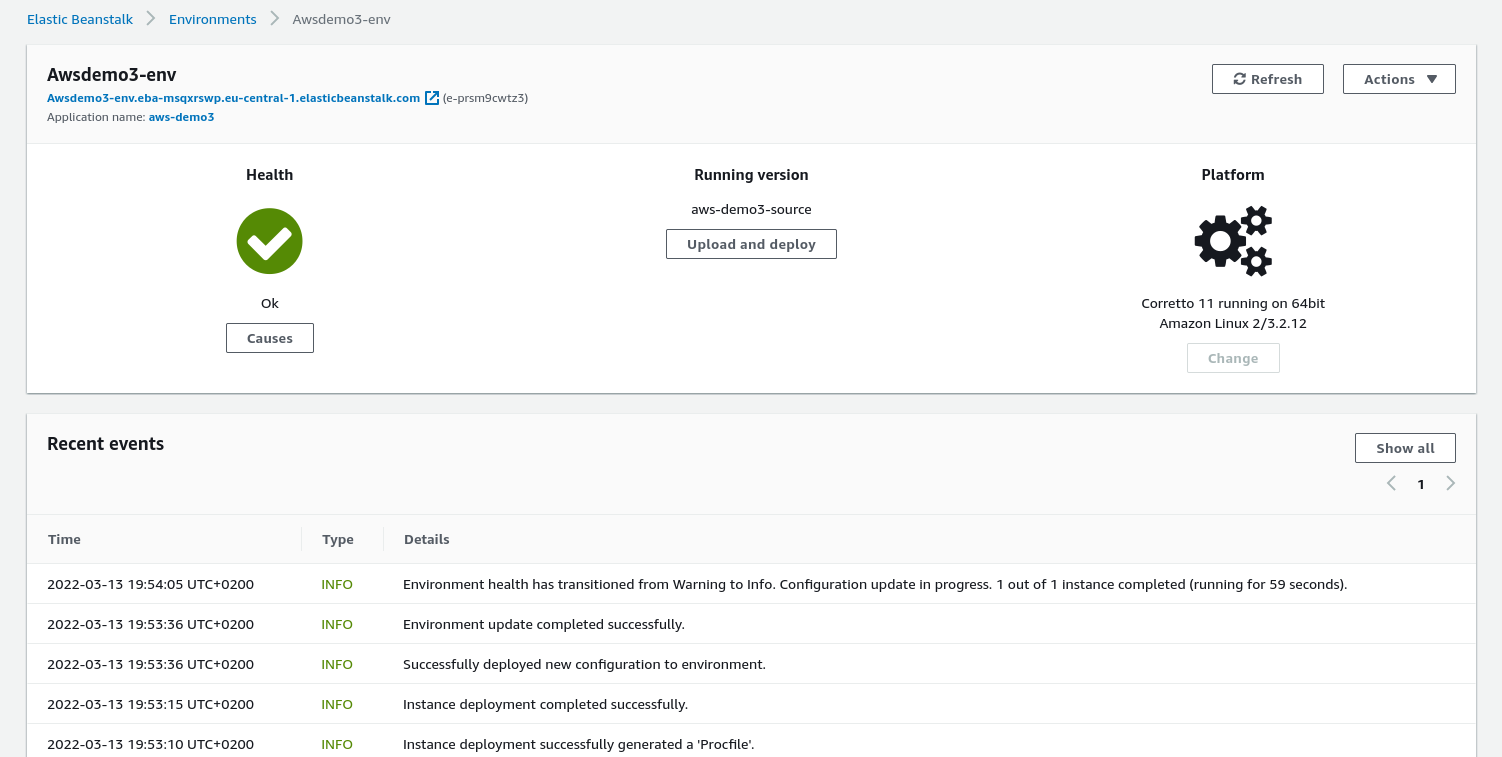 Elastic Beanstalk > Environments > Awsdemo3-env
Awsdemo3-env
Refresh
Actions
Awsdemo3-env.eba-msqxrswp.eu-central-1.elasticbeanstalk.com (e-prsm9cwtz3)
Application name: aws-demo3
Health
Ok
Causes
Running version
aws-demo3-source
Upload and deploy
Platform
Corretto 11 running on 64bit
Amazon Linux 2/3.2.12
Change
Recent events
Show all
1
Time Type Details
2022-03-13 19:54:05 UTC+0200 INFO Environment health has transitioned from Warning to Info. Configuration update in progress. 1 out of 1 instance completed (running for 59 seconds).
2022-03-13 19:53:36 UTC+0200 INFO Environment update completed successfully.
2022-03-13 19:53:36 UTC+0200 INFO Successfully deployed new configuration to environment.
2022-03-13 19:53:15 UTC+0200 INFO Instance deployment completed successfully.
2022-03-13 19:53:10 UTC+0200 INFO Instance deployment successfully generated a 'Procfile'.